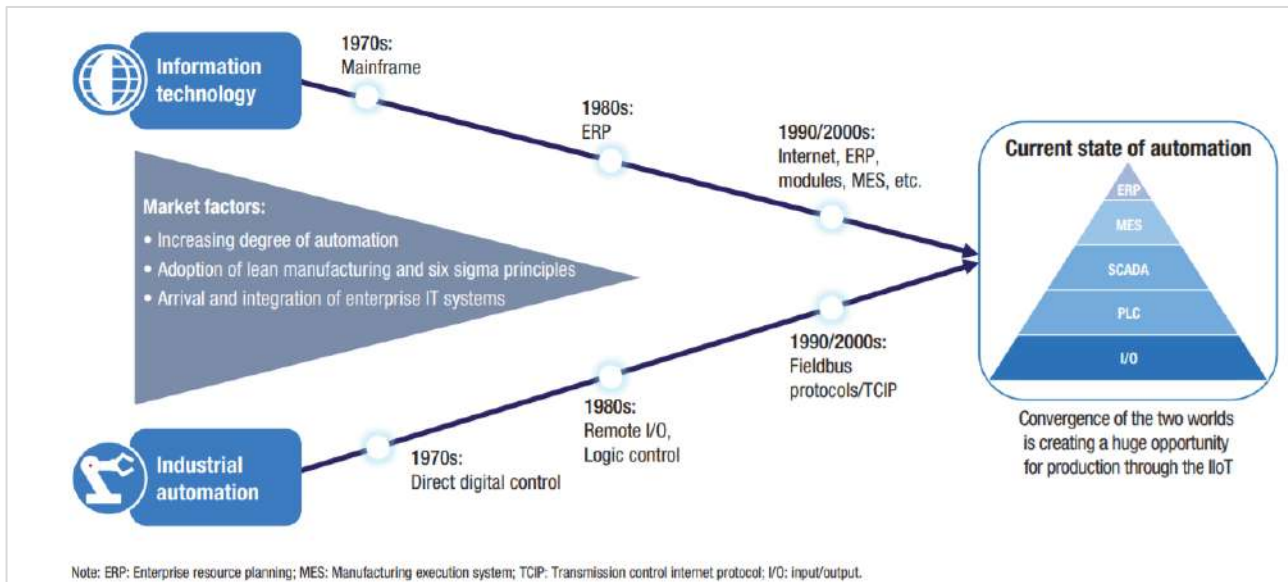 Information
technology
1970s:
Mainframe
1980s:
ERP
1990/2000s:
Internet, ERP,
modules, MES, etc.
Market factors:
• Increasing degree of automation
• Adoption of lean manufacturing and six sigma principles
• Arrival and integration of enterprise IT systems
Industrial
automation
1970s:
Direct digital control
1980s:
Remote I/O,
Logic control
1990/2000s:
Fieldbus
protocols/TCIP
Current state of automation
ERP
MES
SCADA
PLC
I/O
Convergence of the two worlds
is creating a huge opportunity
for production through the IIoT
Note: ERP: Enterprise resource planning; MES: Manufacturing execution system; TCIP: Transmission control internet protocol; I/O: input/output.